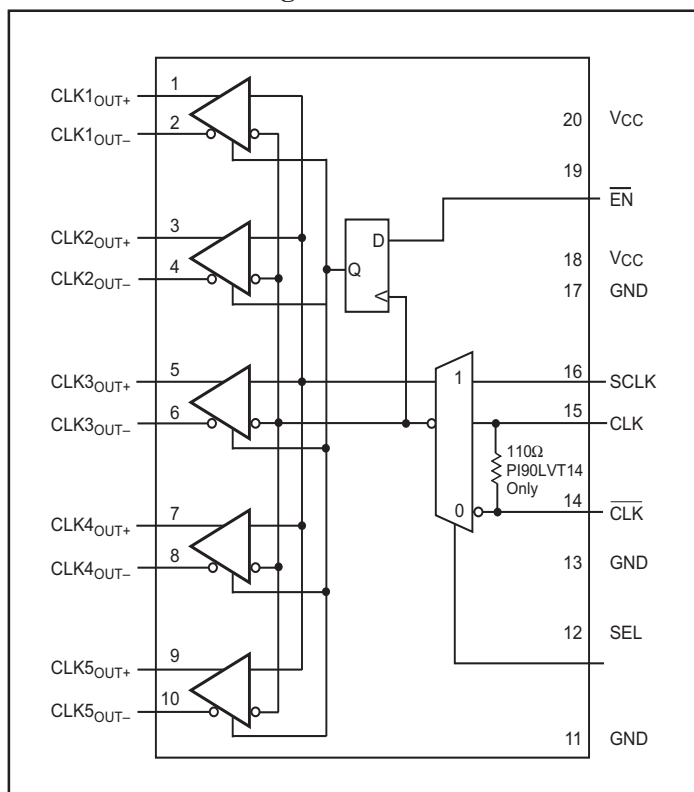 CLK1OUT+
1
CLK1OUT–
2
CLK2OUT+
3
CLK2OUT–
4
CLK3OUT+
5
CLK3OUT–
6
CLK4OUT+
7
CLK4OUT–
8
CLK5OUT+
9
CLK5OUT–
10
D
Q
1
0
110Ω
PI90LVT14
Only
20 VCC
19
EN
18 VCC
17 GND
16 SCLK
15 CLK
14 CLK
13 GND
12 SEL
11 GND